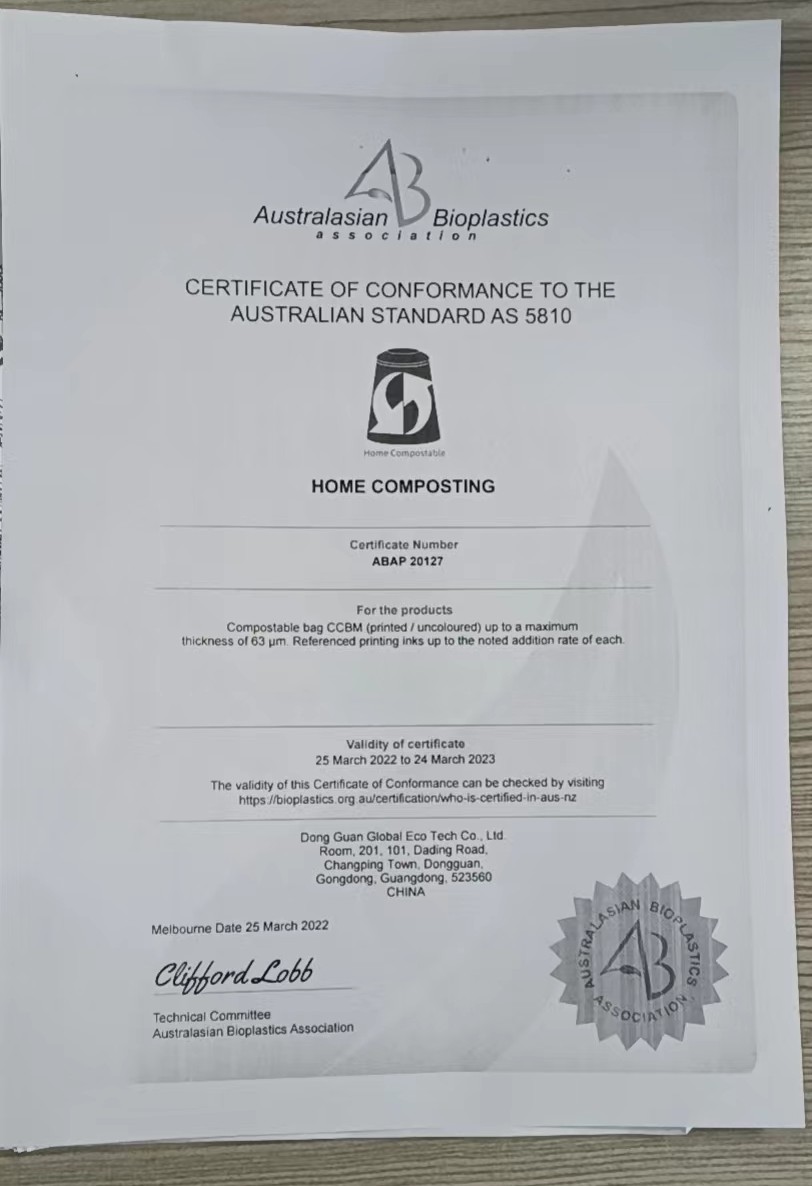 Australasian Bioplastics
association
CERTIFICATE OF CONFORMANCE TO THE
AUSTRALIAN STANDARD AS 5810
Home Compostable
HOME COMPOSTING
Certificate Number
ABAP 20127
For the products
Compostable bag CCBM (printed / uncoloured) up to a maximum
thickness of 63 µm. Referenced printing inks up to the noted addition rate of each.
Validity of certificate
25 March 2022 to 24 March 2023
The validity of this Certificate of Conformance can be checked by visiting
https://bioplastics.org.au/certification/who-is-certified-in-aus-nz
Dong Guan Global Eco Tech Co., Ltd
Room, 201, 101, Dading Road,
Changping Town, Dongguan,
Gongdong, Guangdong, 523560
CHINA
Melbourne Date 25 March 2022
Clifford Lobb
Technical Committee
Australasian Bioplastics Association
AUSTRALASIAN BIOPLASTICS
ASSOCIATION